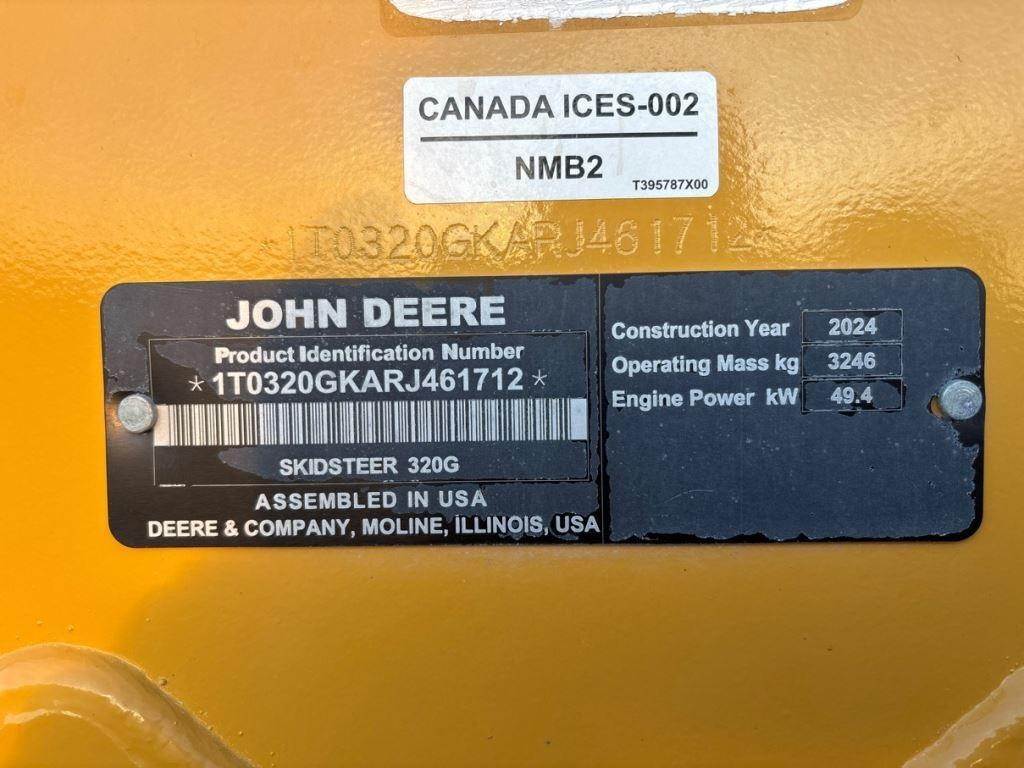 CANADA ICES-002
NMB2
T395787X00
*1T0320GKARJ461714*
JOHN DEERE
Product Identification Number
*1T0320GKARJ461712*
SKIDSTEER 320G
ASSEMBLED IN USA
DEERE & COMPANY, MOLINE, ILLINOIS, USA
Construction Year 2024
Operating Mass kg 3246
Engine Power kW 49.4